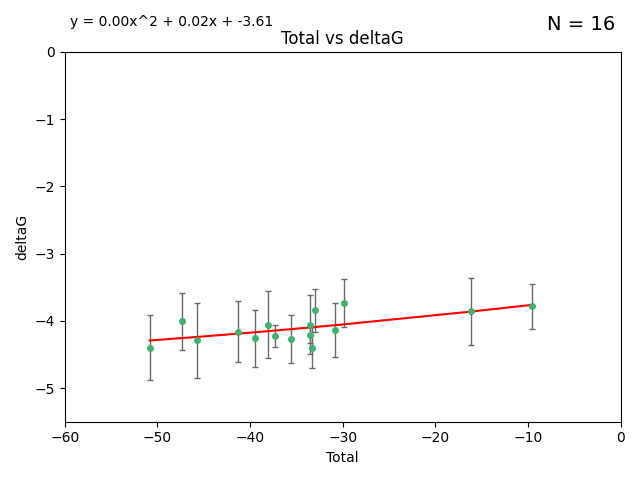 y = 0.00x^2 + 0.02x + -3.61
N = 16
Total vs deltaG
0
−1
−2
−3
−4
−5
deltaG
−60
−50
−40
−30
−20
−10
0
Total